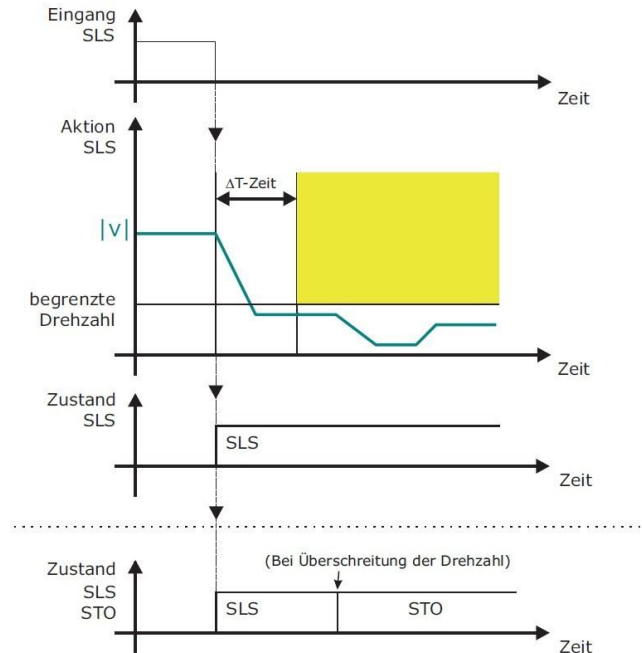 Eingang
SLS
Zeit
Aktion
SLS
ΔT-Zeit
|v|
begrenzte
Drehzahl
Zeit
Zustand
SLS
SLS
Zeit
(Bei Überschreitung der Drehzahl)
Zustand
SLS
STO
SLS
STO
Zeit